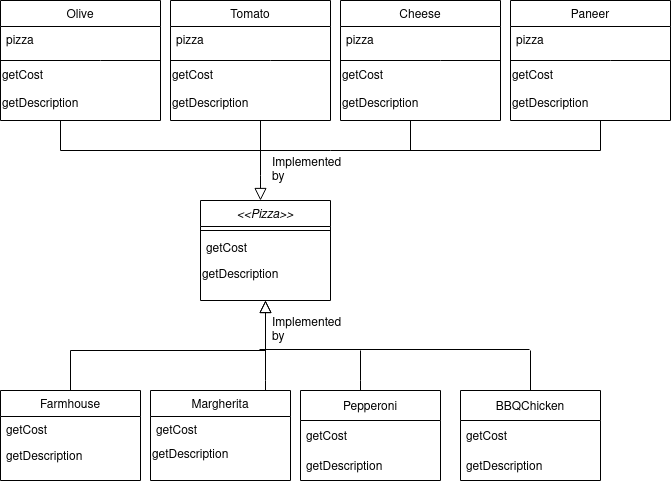 Olive
pizza
getCost
getDescription
Tomato
pizza
getCost
getDescription
Cheese
pizza
getCost
getDescription
Paneer
pizza
getCost
getDescription
Implemented
by
<<Pizza>>
getCost
getDescription
Implemented
by
Farmhouse
getCost
getDescription
Margherita
getCost
getDescription
Pepperoni
getCost
getDescription
BBQChicken
getCost
getDescription